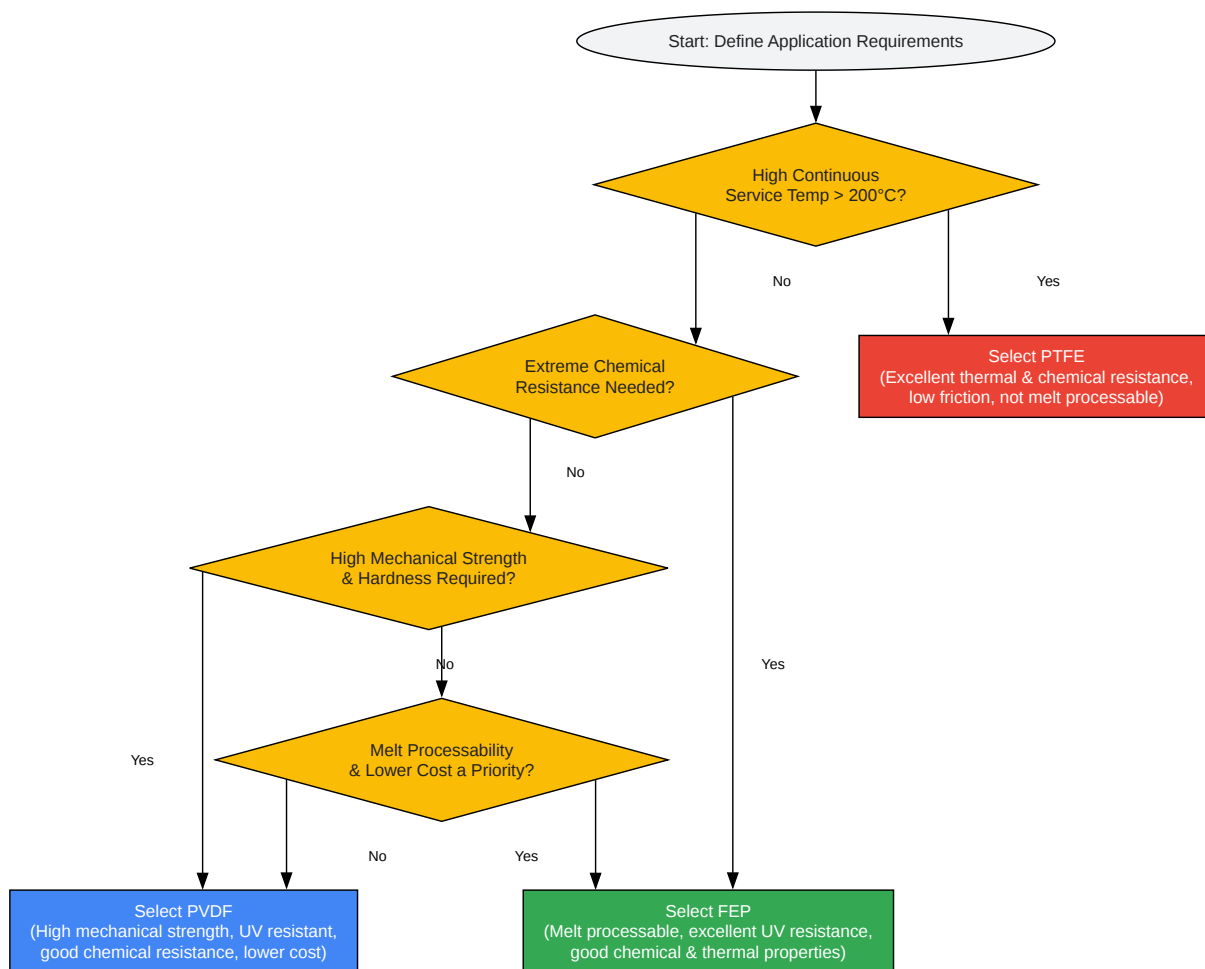 Start: Define Application Requirements
High Continuous
Service Temp > 200°C?
No
Yes
Select PTFE
(Excellent thermal & chemical resistance,
low friction, not melt processable)
Extreme Chemical
Resistance Needed?
No
Yes
High Mechanical Strength
& Hardness Required?
No
Yes
Melt Processability
& Lower Cost a Priority?
No
Yes
Select PVDF
(High mechanical strength, UV resistant,
good chemical resistance, lower cost)
Select FEP
(Melt processable, excellent UV resistance,
good chemical & thermal properties)